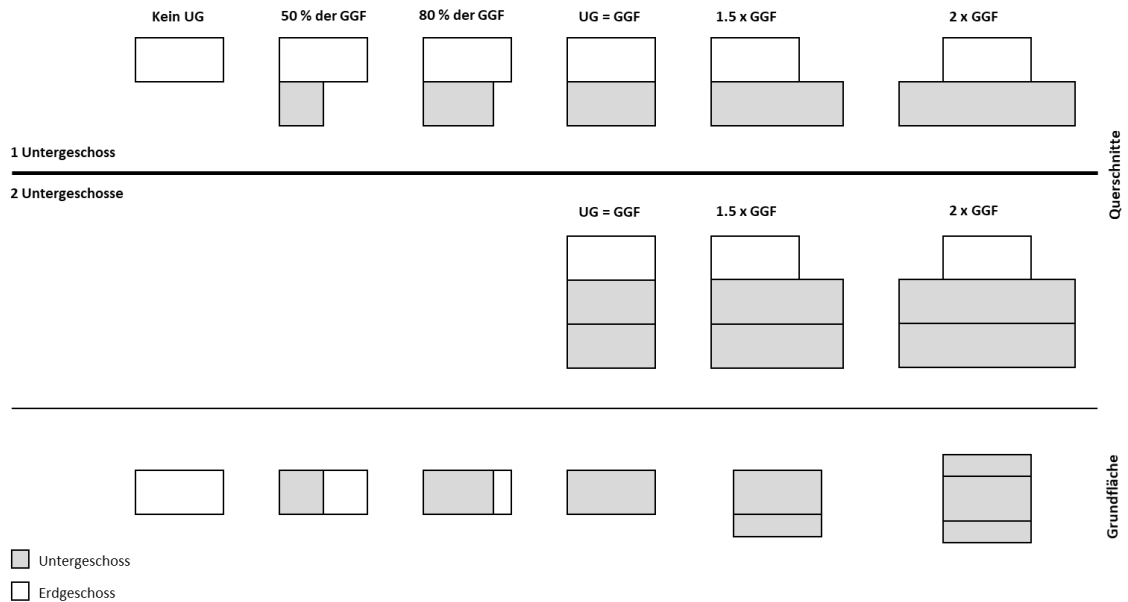 Kein UG
50 % der GGF
80 % der GGF
UG = GGF
1.5 x GGF
2 x GGF
1 Untergeschoss
Querschnitte
2 Untergeschosse
UG = GGF
1.5 x GGF
2 x GGF
Grundfläche
Untergeschoss
Erdgeschoss